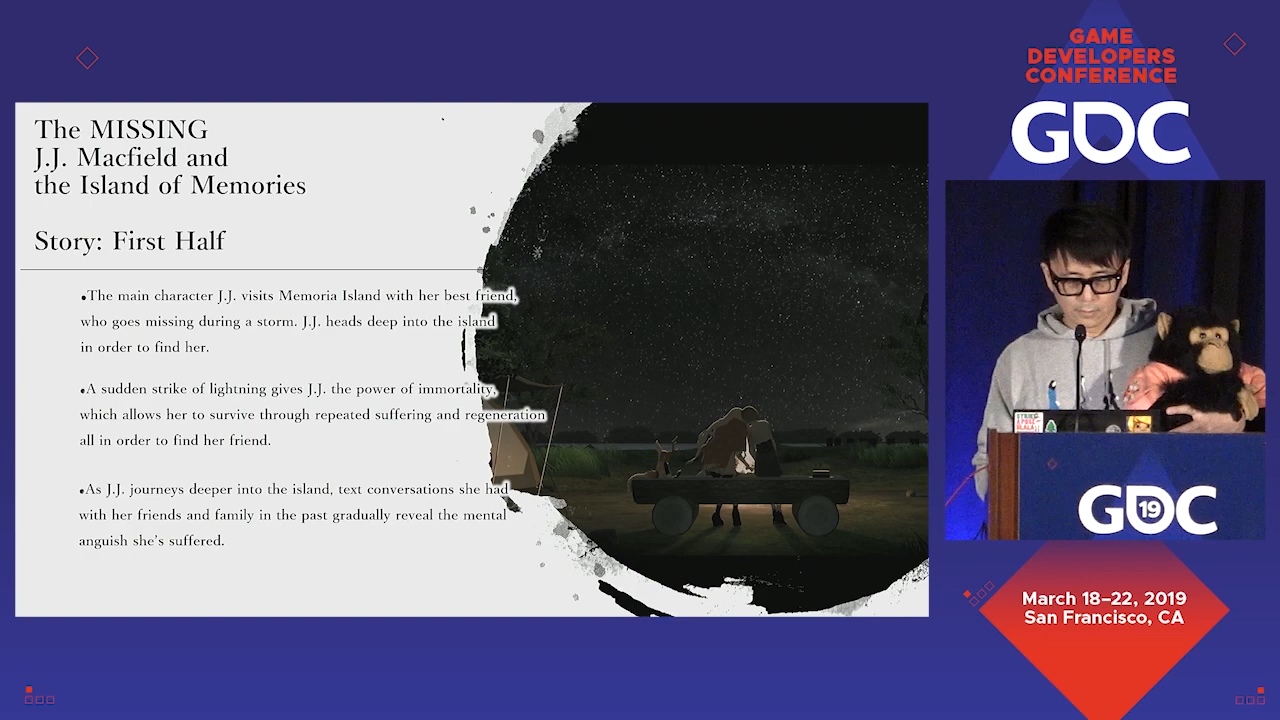 The MISSING
J.J. Macfield and
the Island of Memories
Story: First Half
•The main character J.J. visits Memoria Island with her best friend,
who goes missing during a storm. J.J. heads deep into the island
in order to find her.
•A sudden strike of lightning gives J.J. the power of immortality,
which allows her to survive through repeated suffering and regeneration
all in order to find her friend.
•As J.J. journeys deeper into the island, text conversations she had
with her friends and family in the past gradually reveal the mental
anguish she's suffered.
GAME
DEVELOPERS
CONFERENCE
GDC
GDC
19
March 18–22, 2019
San Francisco, CA